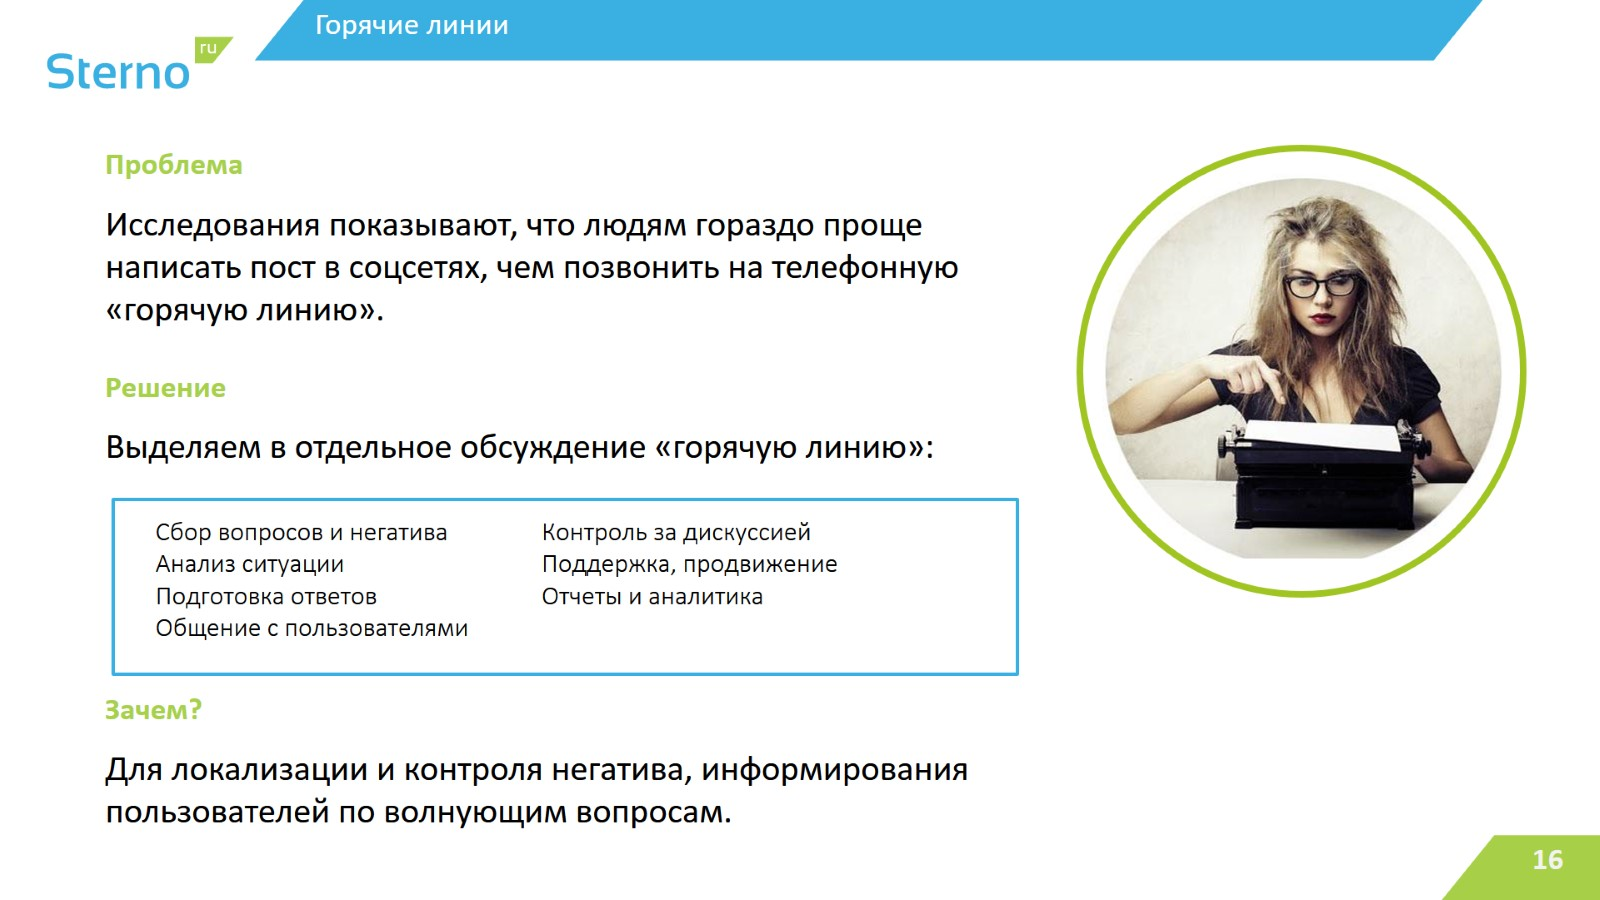 Горячие линии
Sterno
ru
Проблема
Исследования показывают, что людям гораздо проще
написать пост в соцсетях, чем позвонить на телефонную
«горячую линию».
Решение
Выделяем в отдельное обсуждение «горячую линию»:
Сбор вопросов и негатива
Анализ ситуации
Подготовка ответов
Общение с пользователями
Контроль за дискуссией
Поддержка, продвижение
Отчеты и аналитика
Зачем?
Для локализации и контроля негатива, информирования
пользователей по волнующим вопросам.
16